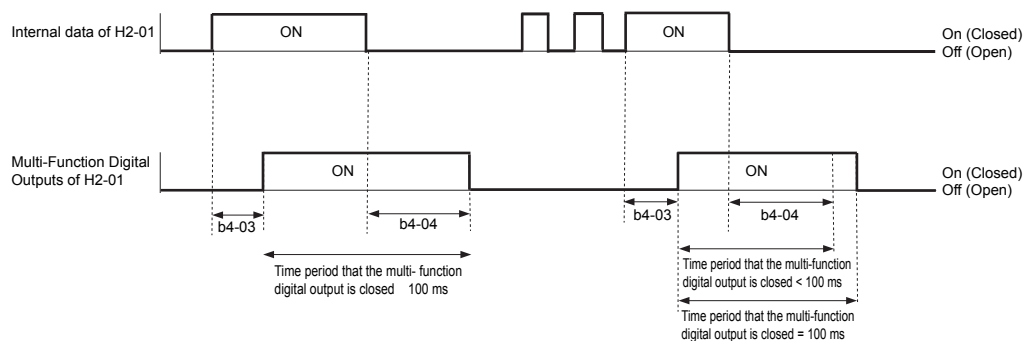 Internal data of H2-01
ON
ON
On (Closed)
Off (Open)
Multi-Function Digital
Outputs of H2-01
ON
ON
On (Closed)
Off (Open)
b4-03
b4-04
b4-03
b4-04
Time period that the multi- function
digital output is closed 100 ms
Time period that the multi-function
digital output is closed < 100 ms
Time period that the multi-function
digital output is closed = 100 ms